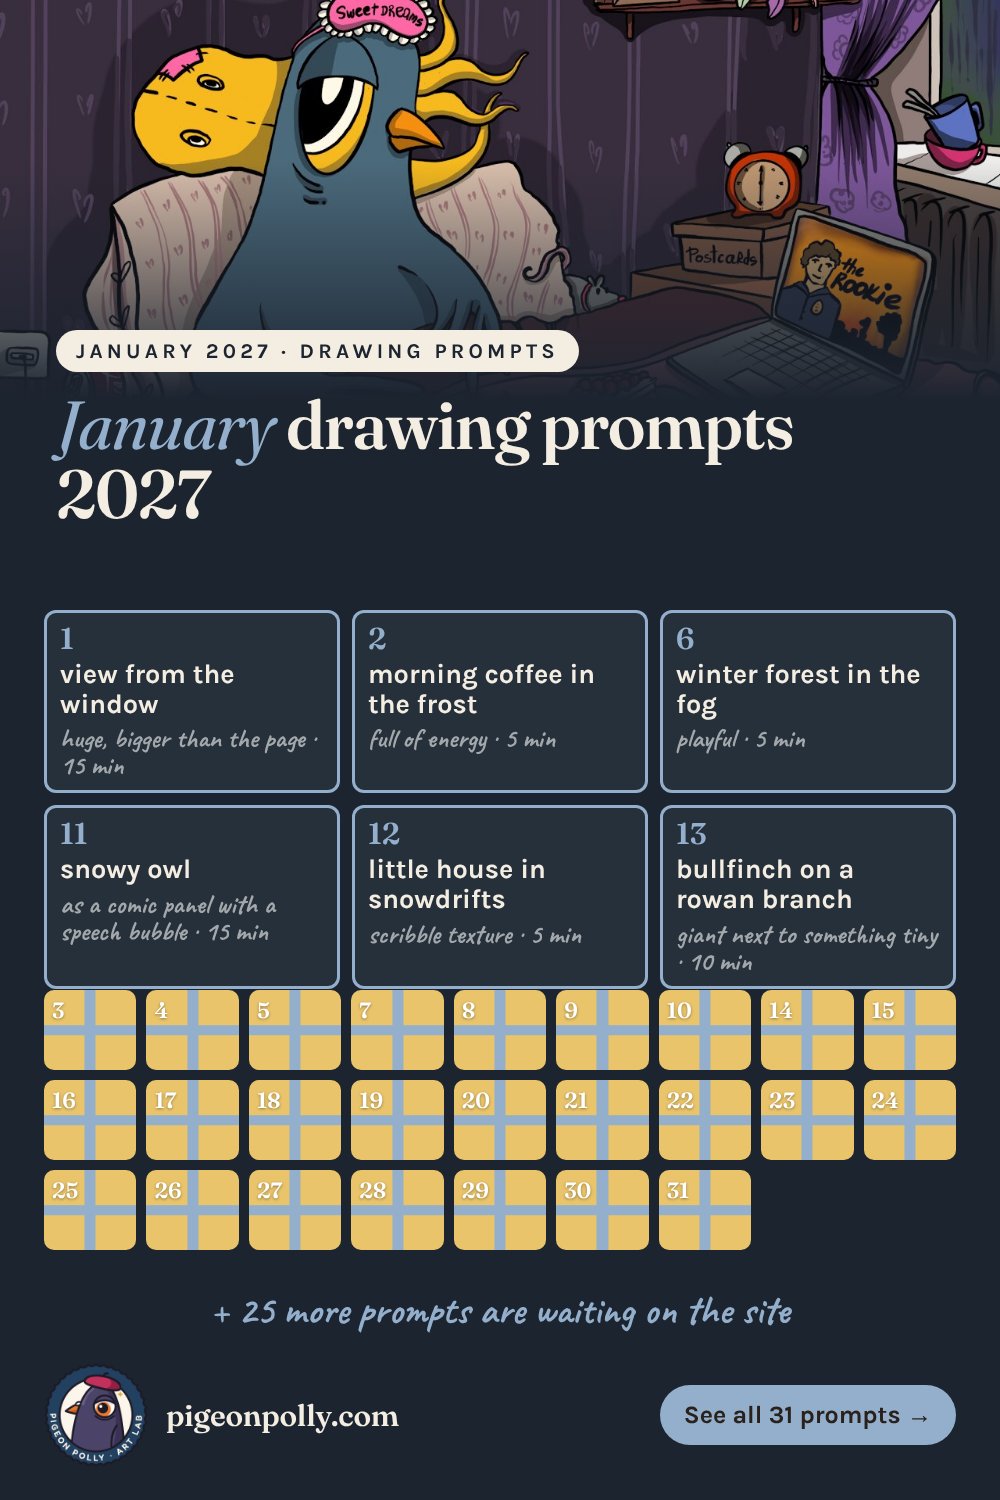 Sweet DReams
Postcards
the
ROOKie
JANUARY 2027 · DRAWING PROMPTS
January drawing prompts
2027
1
view from the
window
huge, bigger than the page ·
15 min
2
morning coffee in
the frost
full of energy · 5 min
6
winter forest in the
fog
playful · 5 min
11
snowy owl
as a comic panel with a
speech bubble · 15 min
12
little house in
snowdrifts
scribble texture · 5 min
13
bullfinch on a
rowan branch
giant next to something tiny
· 10 min
3 4 5 7 8 9 10 14 15
16 17 18 19 20 21 22 23 24
25 26 27 28 29 30 31
+ 25 more prompts are waiting on the site
PIGEON POLLY · ART LAB
pigeonpolly.com
See all 31 prompts →